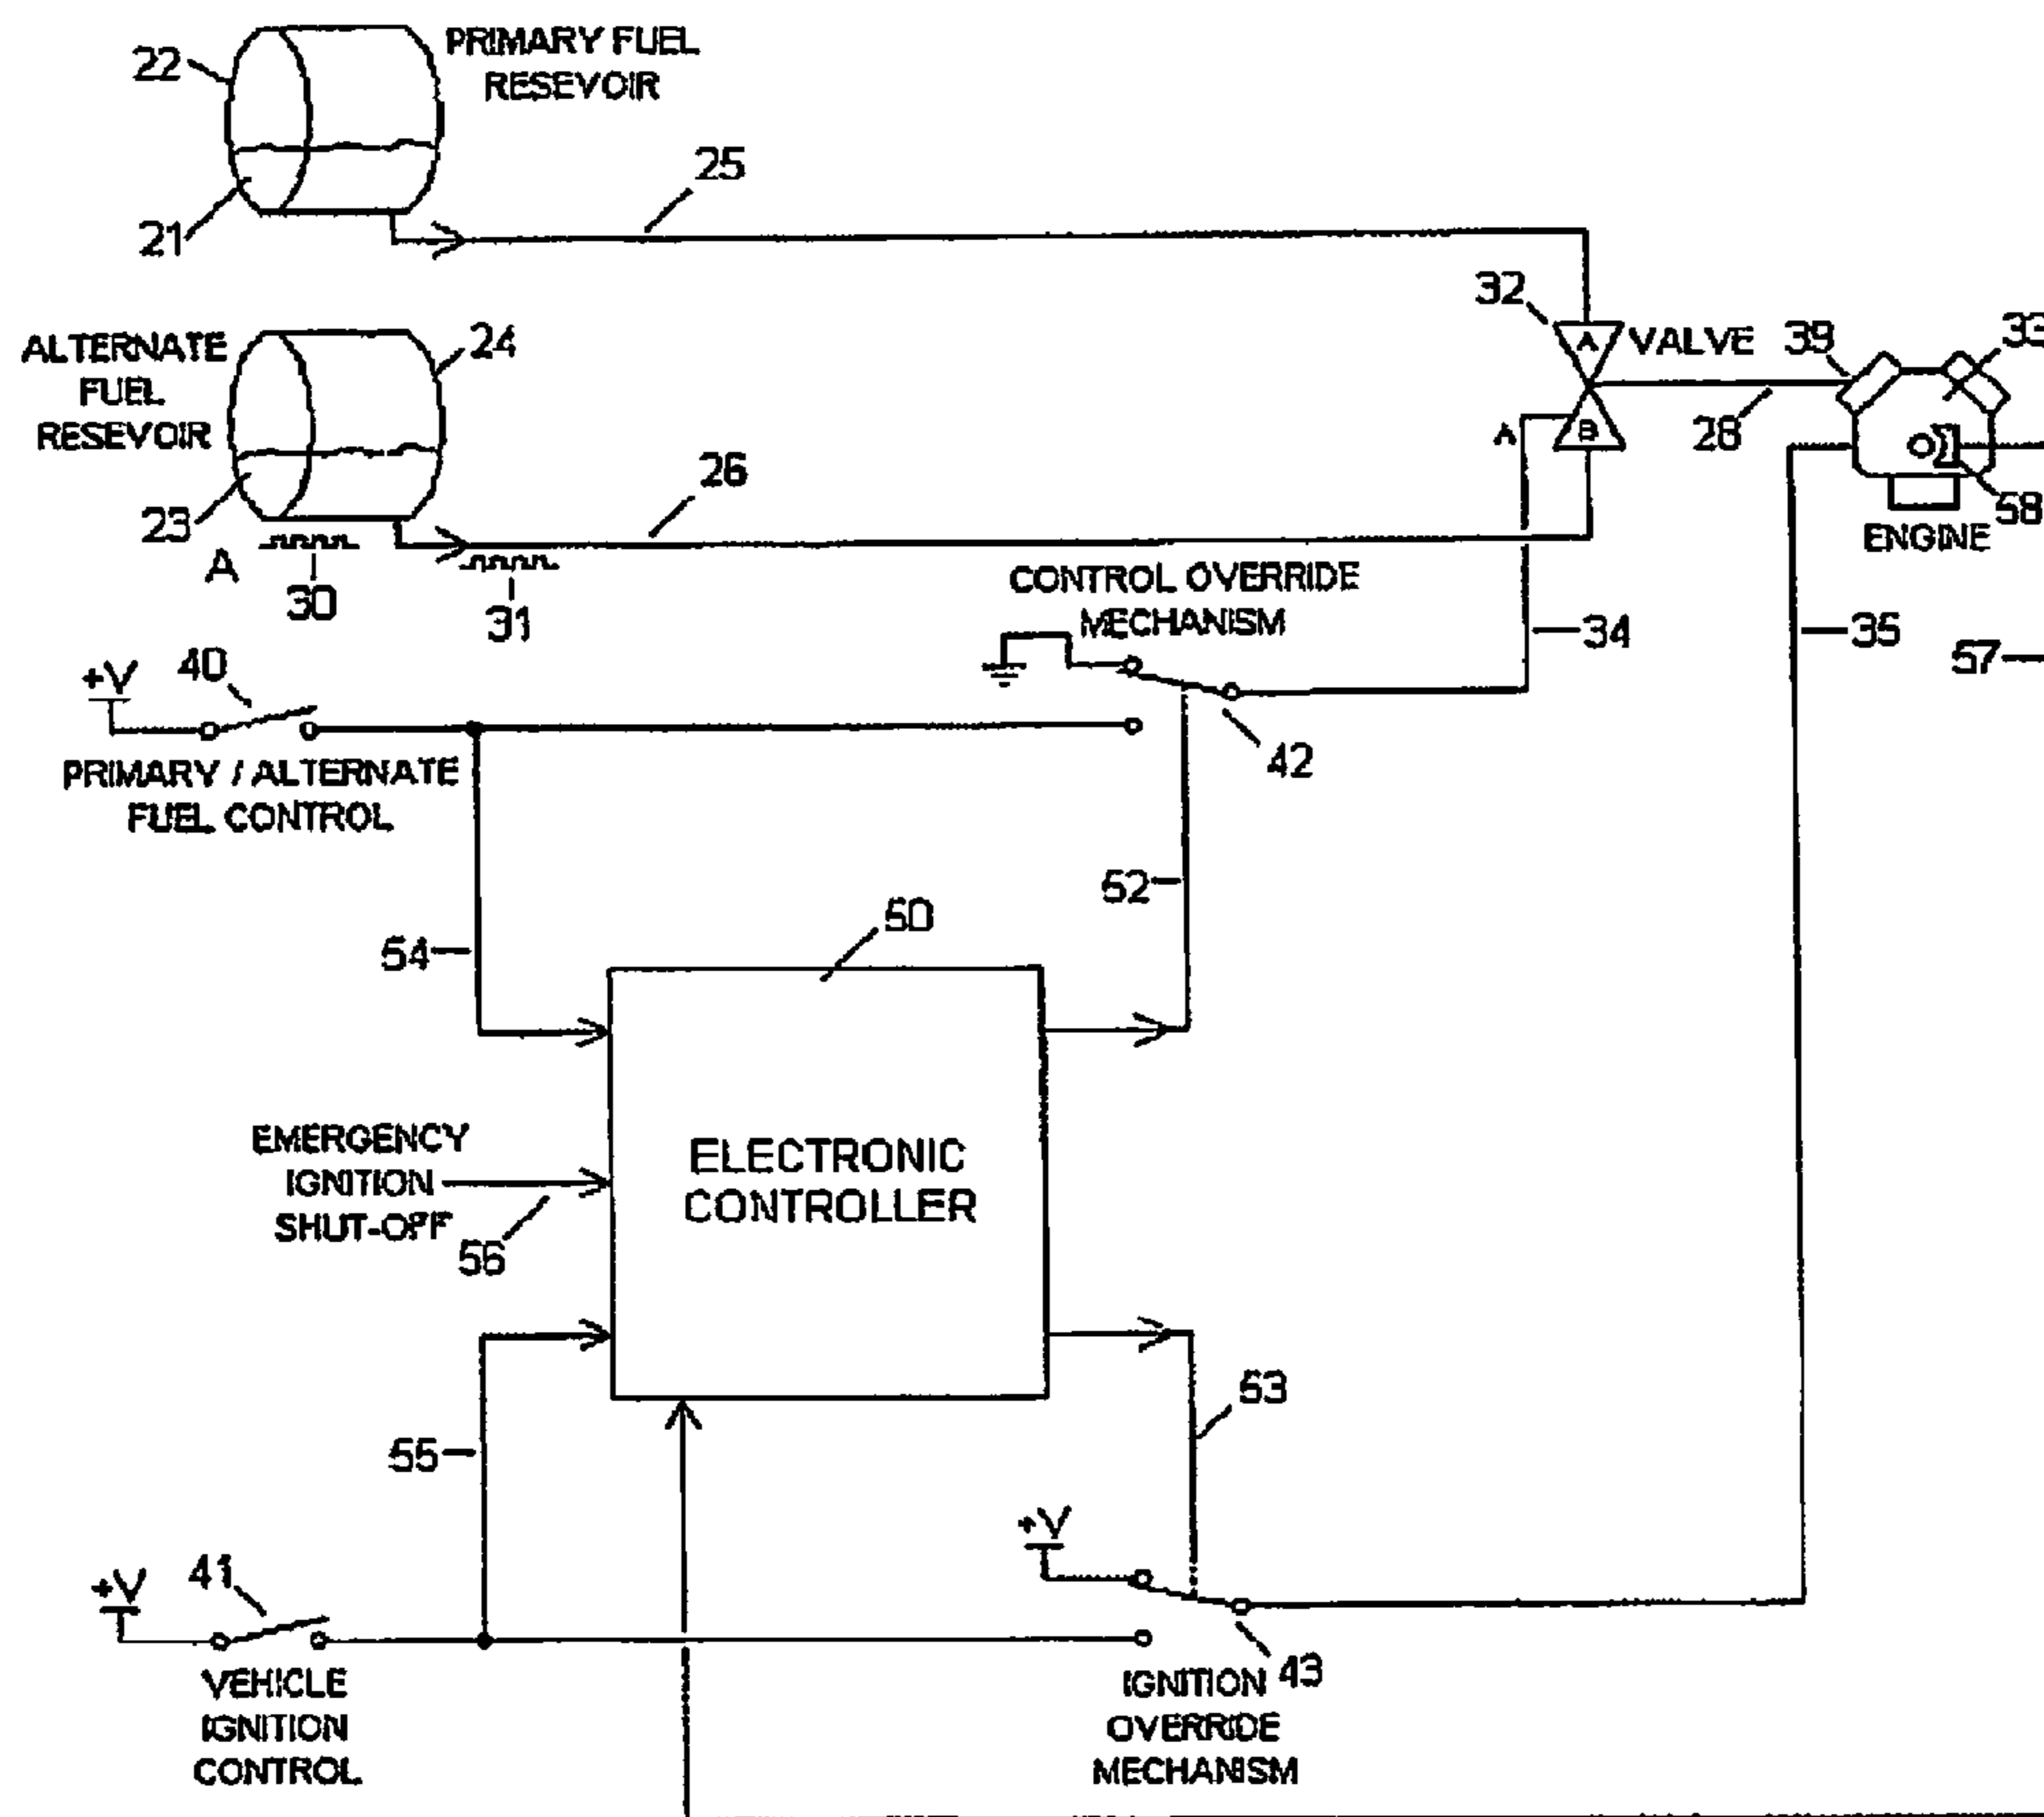 22
PRIMARY FUEL
RESEVOIR
21
25
ALTERNATE
FUEL
RESEVOIR
24
23
A
30
31
26
32
A
VALVE
B
A
39
33
28
58
ENGINE
CONTROL OVERRIDE
MECHANISM
34
35
57
+V
40
PRIMARY / ALTERNATE
FUEL CONTROL
42
52
54
50
ELECTRONIC
CONTROLLER
EMERGENCY
IGNITION
SHUT-OFF
56
55
53
+V
41
+V
43
VEHICLE
IGNITION
CONTROL
IGNITION
OVERRIDE
MECHANISM